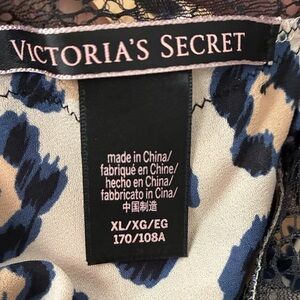 VICTORIA'S SECRET
made in China/
fabriqué en Chine/
hecho en China/
fabbricato in Cina/
中国制造
XL/XG/EG
170/108A